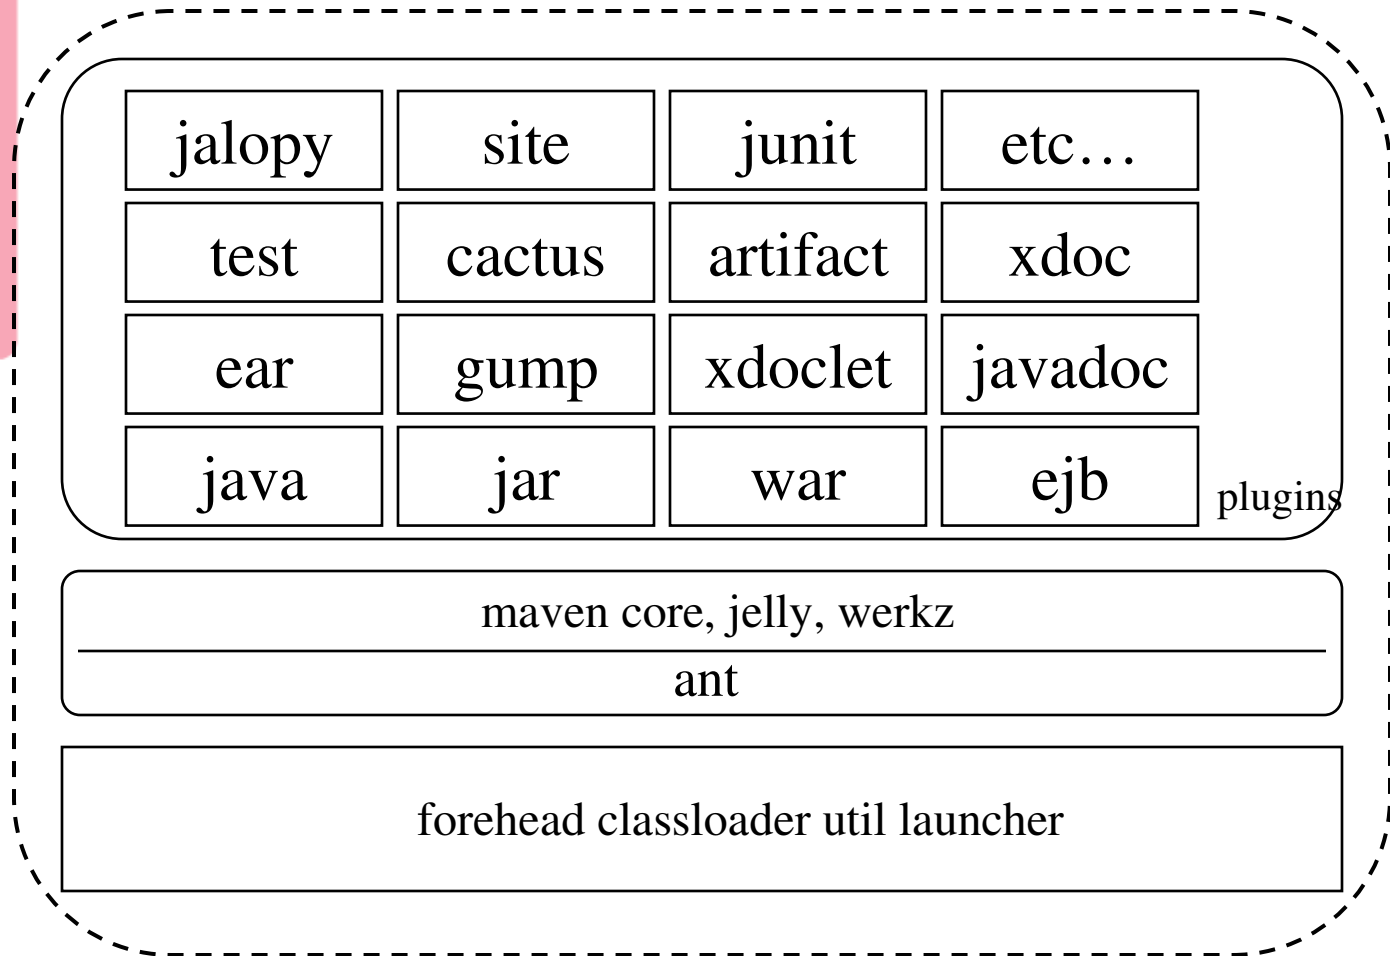 jalopy site junit etc…
test cactus artifact xdoc
ear gump xdoclet javadoc
java jar war ejb
plugins
maven core, jelly, werkz
ant
forehead classloader util launcher